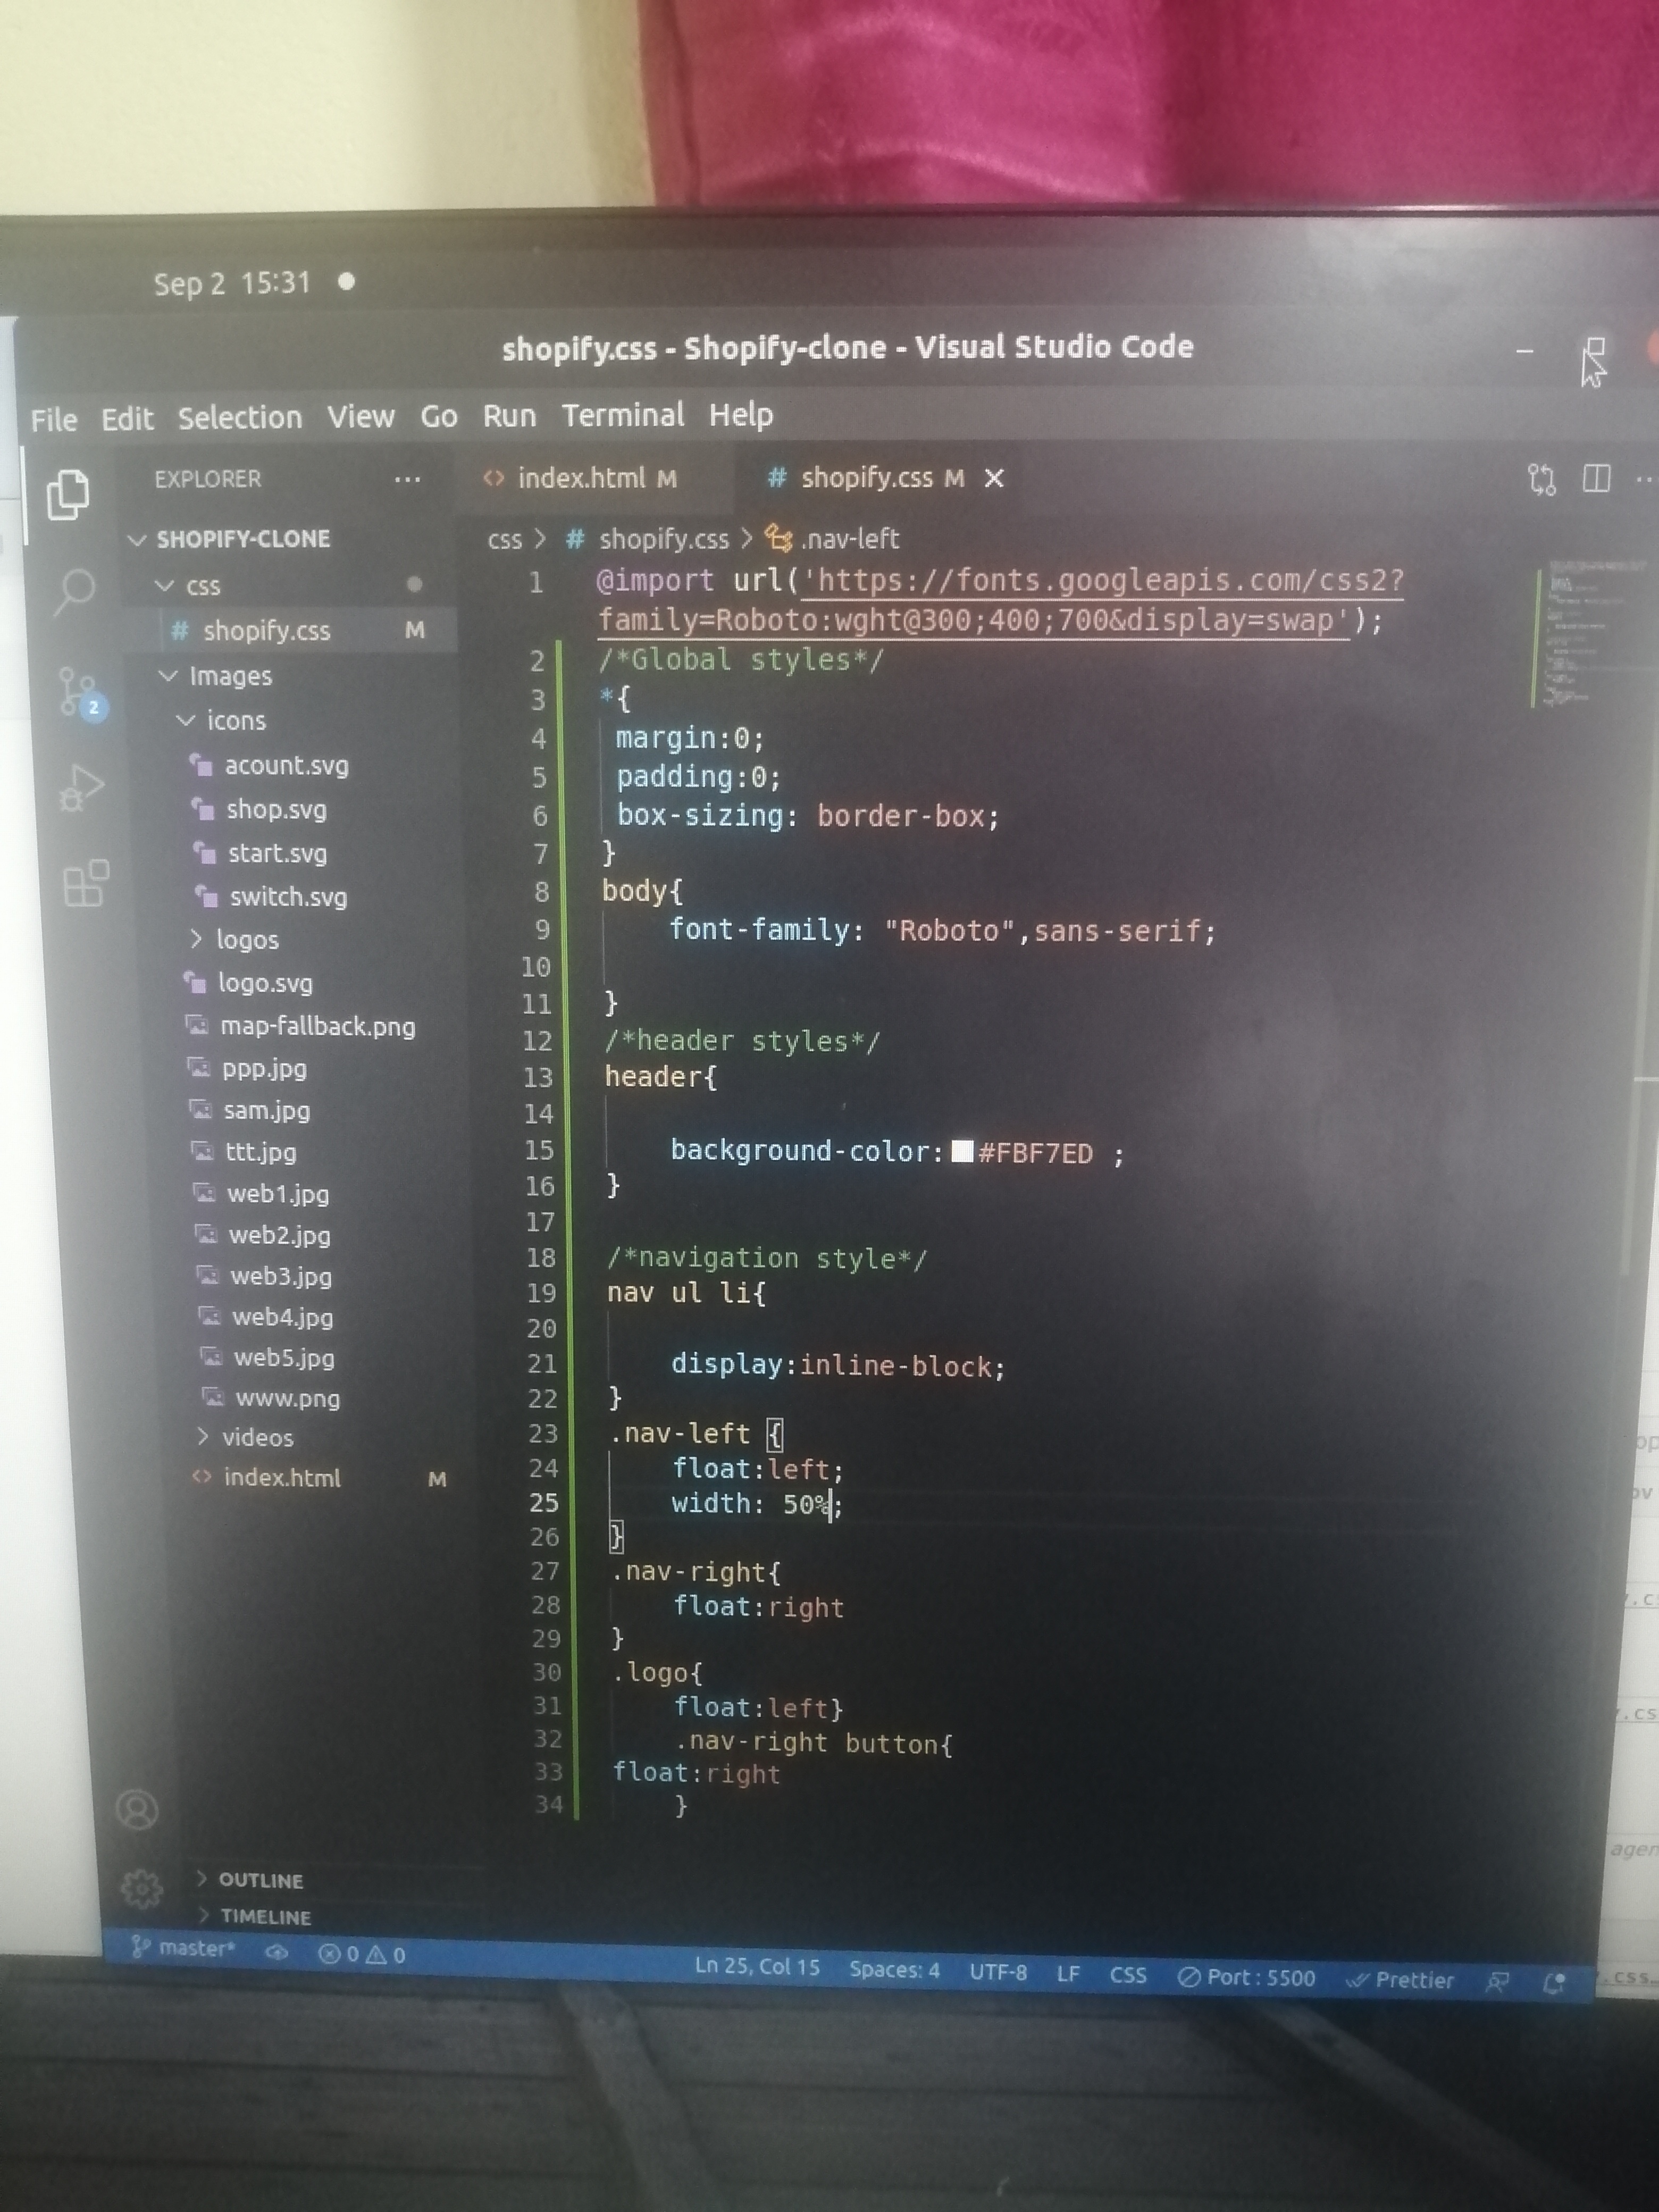 Sep 2 15:31
shopify.css - Shopify-clone - Visual Studio Code
File Edit Selection View Go Run Terminal Help
EXPLORER ...
index.html M
shopify.css M
SHOPIFY-CLONE
css
shopify.css M
Images
icons
acount.svg
shop.svg
start.svg
switch.svg
logos
logo.svg
map-fallback.png
ppp.jpg
sam.jpg
ttt.jpg
web1.jpg
web2.jpg
web3.jpg
web4.jpg
web5.jpg
www.png
videos
index.html M
2
OUTLINE
TIMELINE
css > # shopify.css > .nav-left
1 @import url('https://fonts.googleapis.com/css2?
family=Roboto:wght@300;400;700&display=swap');
2 /*Global styles*/
3 *{
4 margin:0;
5 padding:0;
6 box-sizing: border-box;
7 }
8 body{
9 font-family: "Roboto",sans-serif;
10
11 }
12 /*header styles*/
13 header{
14
15 background-color: #FBF7ED ;
16 }
17
18 /*navigation style*/
19 nav ul li{
20
21 display:inline-block;
22 }
23 .nav-left {
24 float:left;
25 width: 50%;
26 }
27 .nav-right{
28 float:right
29 }
30 .logo{
31 float:left}
32 .nav-right button{
33 float:right
34 }
master* 0 0 Ln 25, Col 15 Spaces: 4 UTF-8 LF CSS Port : 5500 Prettier